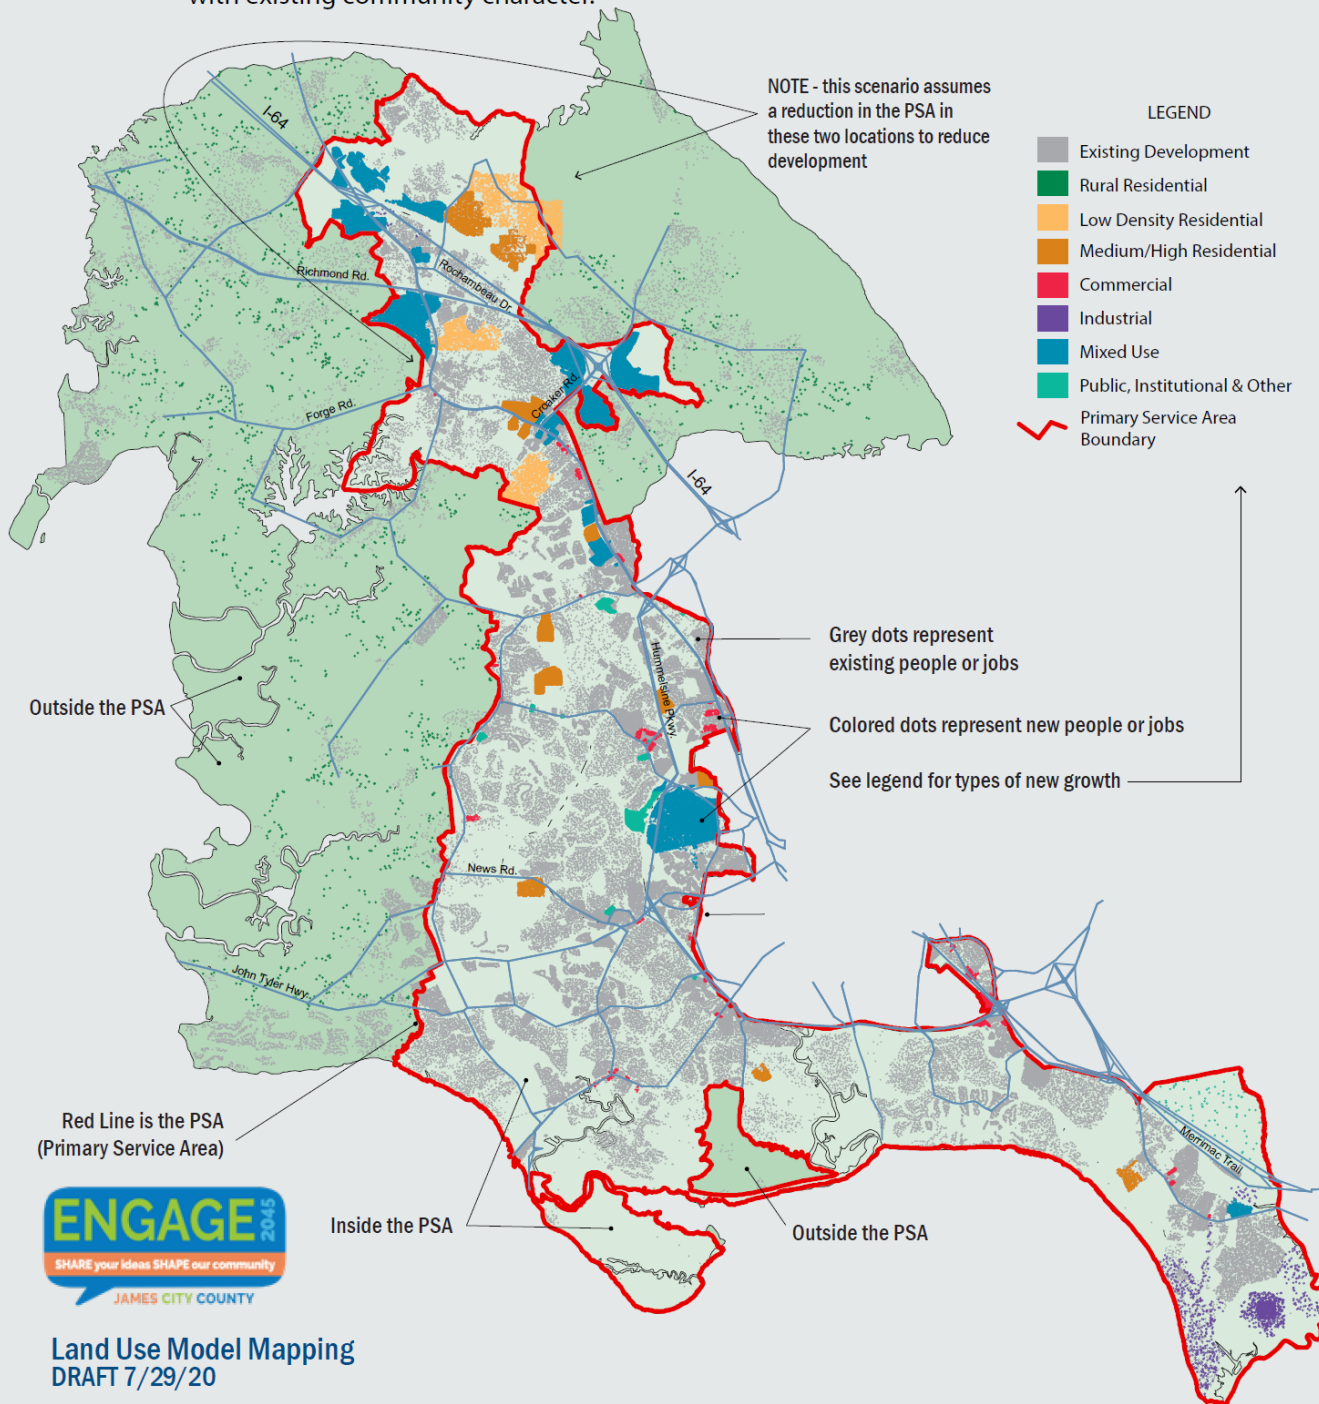 with existing community character.
NOTE - this scenario assumes
a reduction in the PSA in
these two locations to reduce
development
LEGEND
Existing Development
Rural Residential
Low Density Residential
Medium/High Residential
Commercial
Industrial
Mixed Use
Public, Institutional & Other
Primary Service Area
Boundary
I-64
Richmond Rd.
Rochambeau Dr.
Forge Rd.
Croaker Rd.
I-64
Grey dots represent
existing people or jobs
Hummelsine Pkwy
Outside the PSA
Colored dots represent new people or jobs
See legend for types of new growth
News Rd.
John Tyler Hwy
Red Line is the PSA
(Primary Service Area)
Merrimac Trail
Inside the PSA
Outside the PSA
ENGAGE 2045
SHARE your ideas SHAPE our community
JAMES CITY COUNTY
Land Use Model Mapping
DRAFT 7/29/20